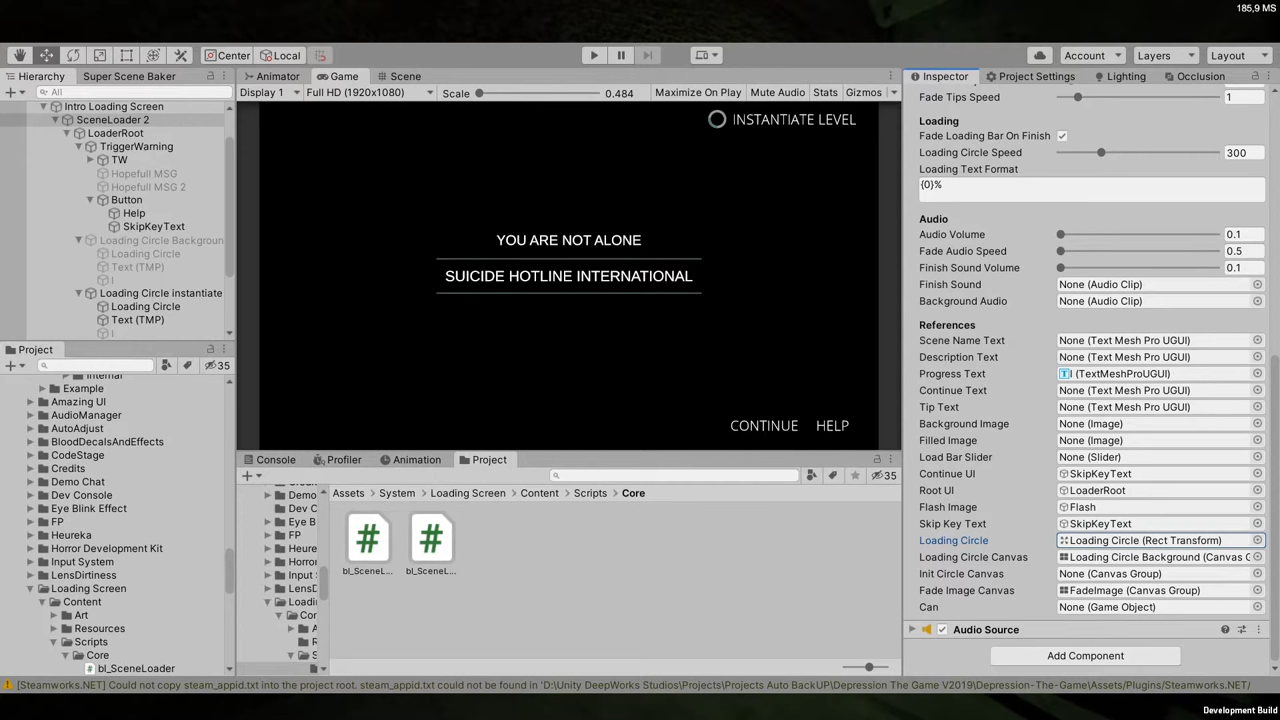 185,9 MS
Center Local Account Layers Layout
Hierarchy Super Scene Baker Animator Game Scene Inspector Project Settings Lighting Occlusion
All Display 1 Full HD (1920x1080) Scale 0.484 Maximize On Play Mute Audio Stats Gizmos
Intro Loading Screen
SceneLoader 2
LoaderRoot
TriggerWarning
TW
Hopefull MSG
Hopefull MSG 2
Button
Help
SkipKeyText
Loading Circle Backgroun
Loading Circle
Text (TMP)
I
Loading Circle instantiate
Loading Circle
Text (TMP)
I
INSTANTIATE LEVEL
YOU ARE NOT ALONE
SUICIDE HOTLINE INTERNATIONAL
CONTINUE HELP
Fade Tips Speed 1
Loading
Fade Loading Bar On Finish
Loading Circle Speed 300
Loading Text Format
{0}%
Audio
Audio Volume 0.1
Fade Audio Speed 0.5
Finish Sound Volume 0.1
Finish Sound None (Audio Clip)
Background Audio None (Audio Clip)
References
Scene Name Text None (Text Mesh Pro UGUI)
Description Text None (Text Mesh Pro UGUI)
Progress Text I (TextMeshProUGUI)
Continue Text None (Text Mesh Pro UGUI)
Tip Text None (Text Mesh Pro UGUI)
Background Image None (Image)
Filled Image None (Image)
Load Bar Slider None (Slider)
Continue UI SkipKeyText
Root UI LoaderRoot
Flash Image Flash
Skip Key Text SkipKeyText
Loading Circle Loading Circle (Rect Transform)
Loading Circle Canvas Loading Circle Background (Canvas G
Init Circle Canvas None (Canvas Group)
Fade Image Canvas FadeImage (Canvas Group)
Can None (Game Object)
Audio Source
Add Component
Project
35
Internal
Example
Amazing UI
AudioManager
AutoAdjust
BloodDecalsAndEffects
CodeStage
Credits
Demo Chat
Dev Console
Eye Blink Effect
FP
Heureka
Horror Development Kit
Input System
LensDirtiness
Loading Screen
Content
Art
Resources
Scripts
Core
bl_SceneLoader
Console Profiler Animation Project
35
Assets > System > Loading Screen > Content > Scripts > Core
Demo
Dev C
Eye B
FP
Heure
Horro
Input
LensD
Loadi
Co
A
R
S
bl_SceneL... bl_SceneL...
[Steamworks.NET] Could not copy steam_appid.txt into the project root. steam_appid.txt could not be found in 'D:\Unity DeepWorks Studios\Projects\Projects Auto BackUP\Depression The Game V2019\Depression-The-Game\Assets/Plugins/Steamworks.NET/
Development Build